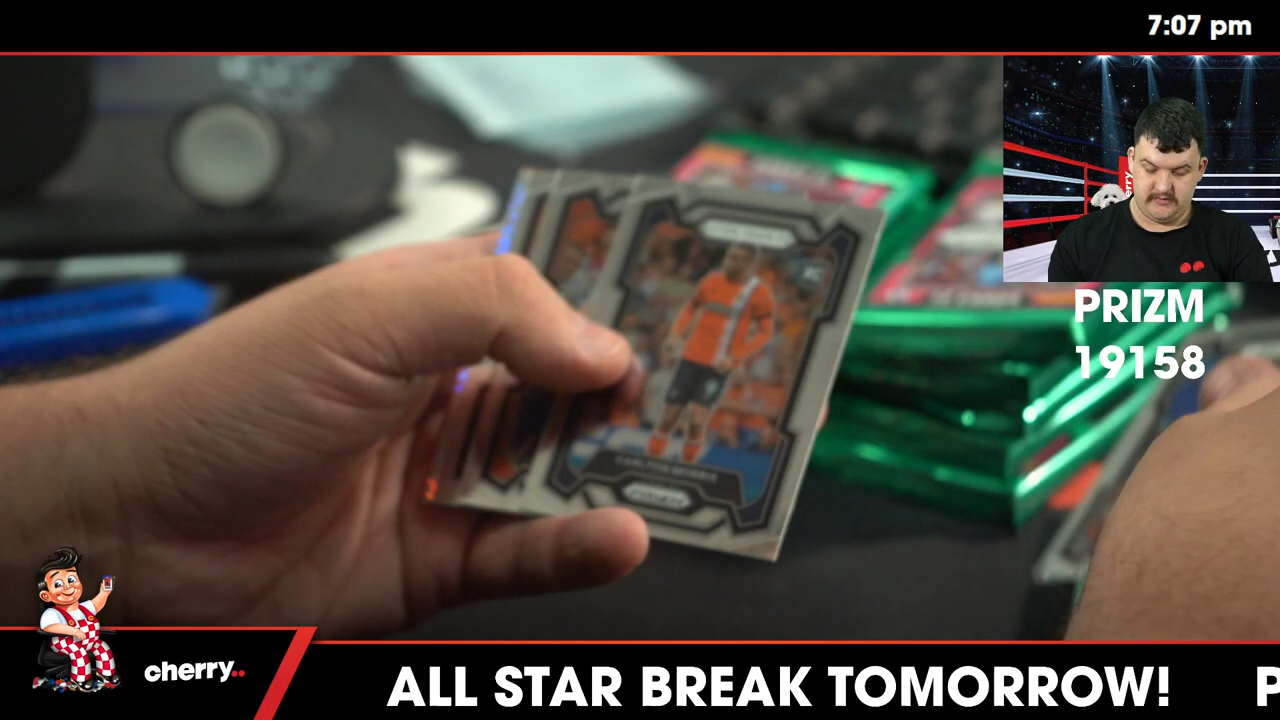 7:07 pm
PRIZM
19158
cherry..
ALL STAR BREAK TOMORROW!
P